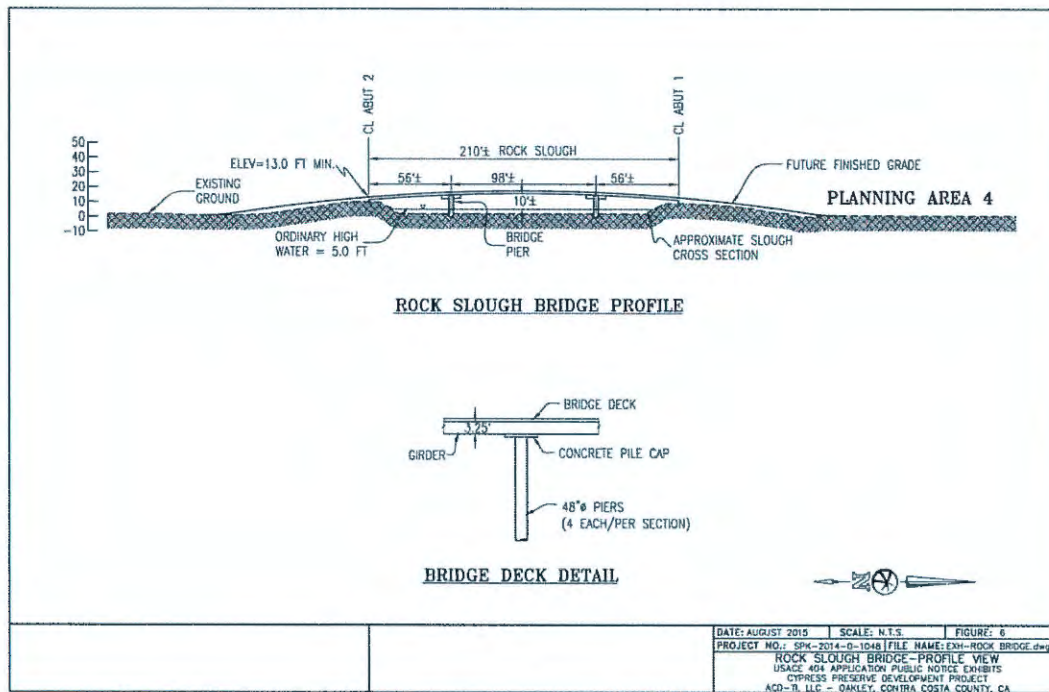 CL ABUT 2
CL ABUT 1
50
40
30
20
10
0
-10
210'± ROCK SLOUGH
ELEV=13.0 FT MIN.
56'±
98'±
56'±
FUTURE FINISHED GRADE
EXISTING
GROUND
10'±
PLANNING AREA 4
ORDINARY HIGH
WATER = 5.0 FT
BRIDGE
PIER
APPROXIMATE SLOUGH
CROSS SECTION
ROCK SLOUGH BRIDGE PROFILE
BRIDGE DECK
3.25'
GIRDER
CONCRETE PILE CAP
48"ø PIERS
(4 EACH/PER SECTION)
BRIDGE DECK DETAIL
N
DATE: AUGUST 2015 SCALE: N.T.S. FIGURE: 6
PROJECT NO.: SPK-2014-0-1048 FILE NAME: EXH-ROCK BRIDGE.dwg
ROCK SLOUGH BRIDGE-PROFILE VIEW
USACE 404 APPLICATION PUBLIC NOTICE EXHIBITS
CYPRESS PRESERVE DEVELOPMENT PROJECT
ACD-TI, LLC - OAKLEY, CONTRA COSTA COUNTY, CA